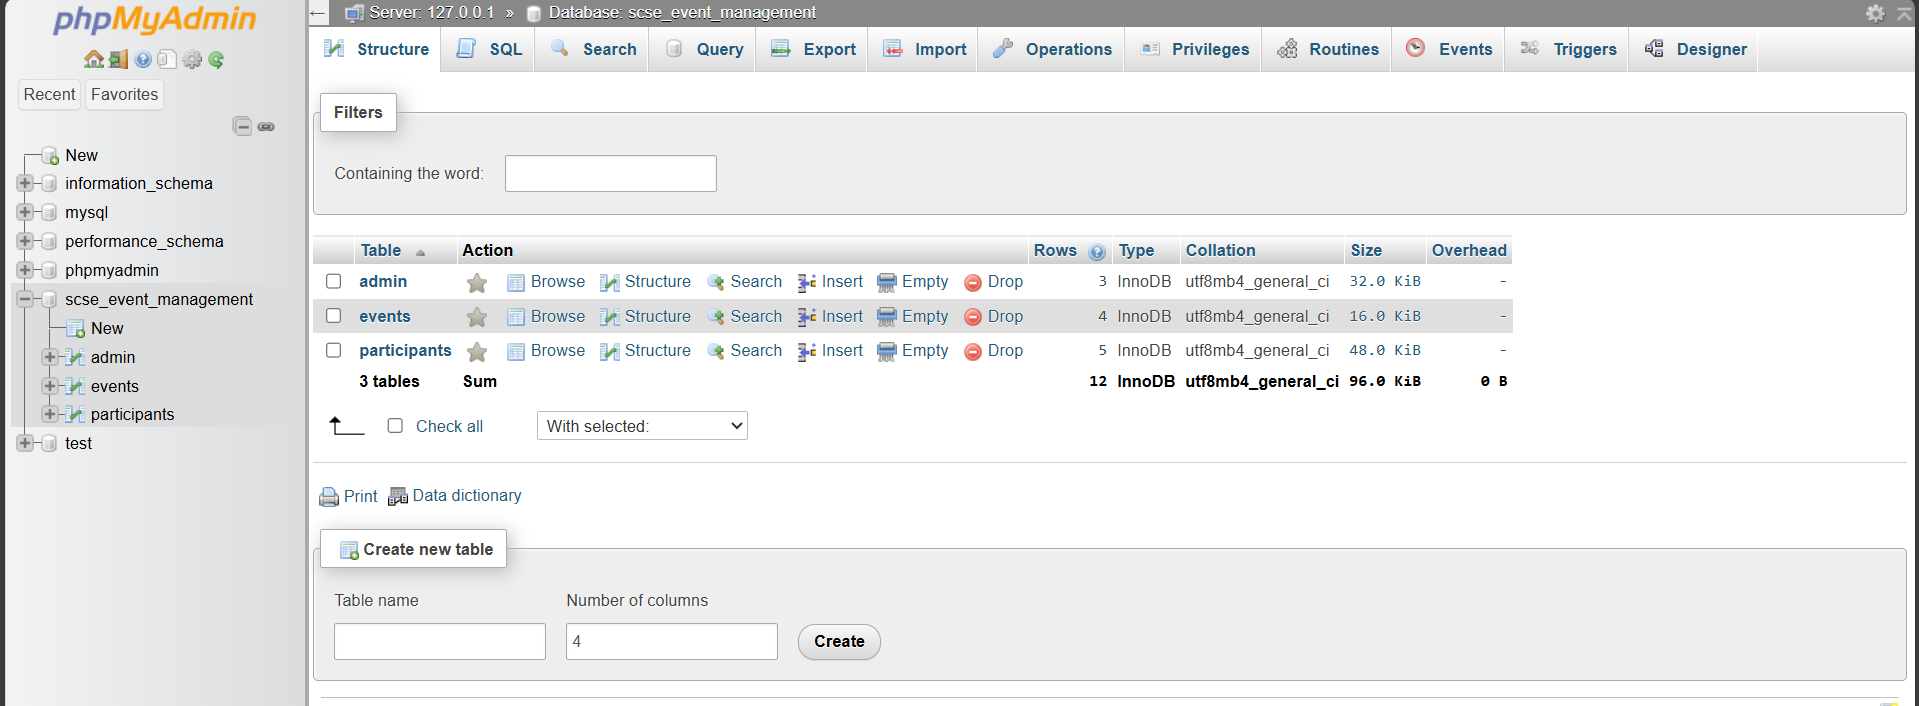 phpMyAdmin
Recent Favorites
New
information_schema
mysql
performance_schema
phpmyadmin
scse_event_management
New
admin
events
participants
test
Server: 127.0.0.1 » Database: scse_event_management
Structure SQL Search Query Export Import Operations Privileges Routines Events Triggers Designer
Filters
Containing the word:
Table Action Rows Type Collation Size Overhead
admin Browse Structure Search Insert Empty Drop 3 InnoDB utf8mb4_general_ci 32.0 KiB -
events Browse Structure Search Insert Empty Drop 4 InnoDB utf8mb4_general_ci 16.0 KiB -
participants Browse Structure Search Insert Empty Drop 5 InnoDB utf8mb4_general_ci 48.0 KiB -
3 tables Sum 12 InnoDB utf8mb4_general_ci 96.0 KiB 0 B
Check all With selected:
Print Data dictionary
Create new table
Table name Number of columns
4 Create